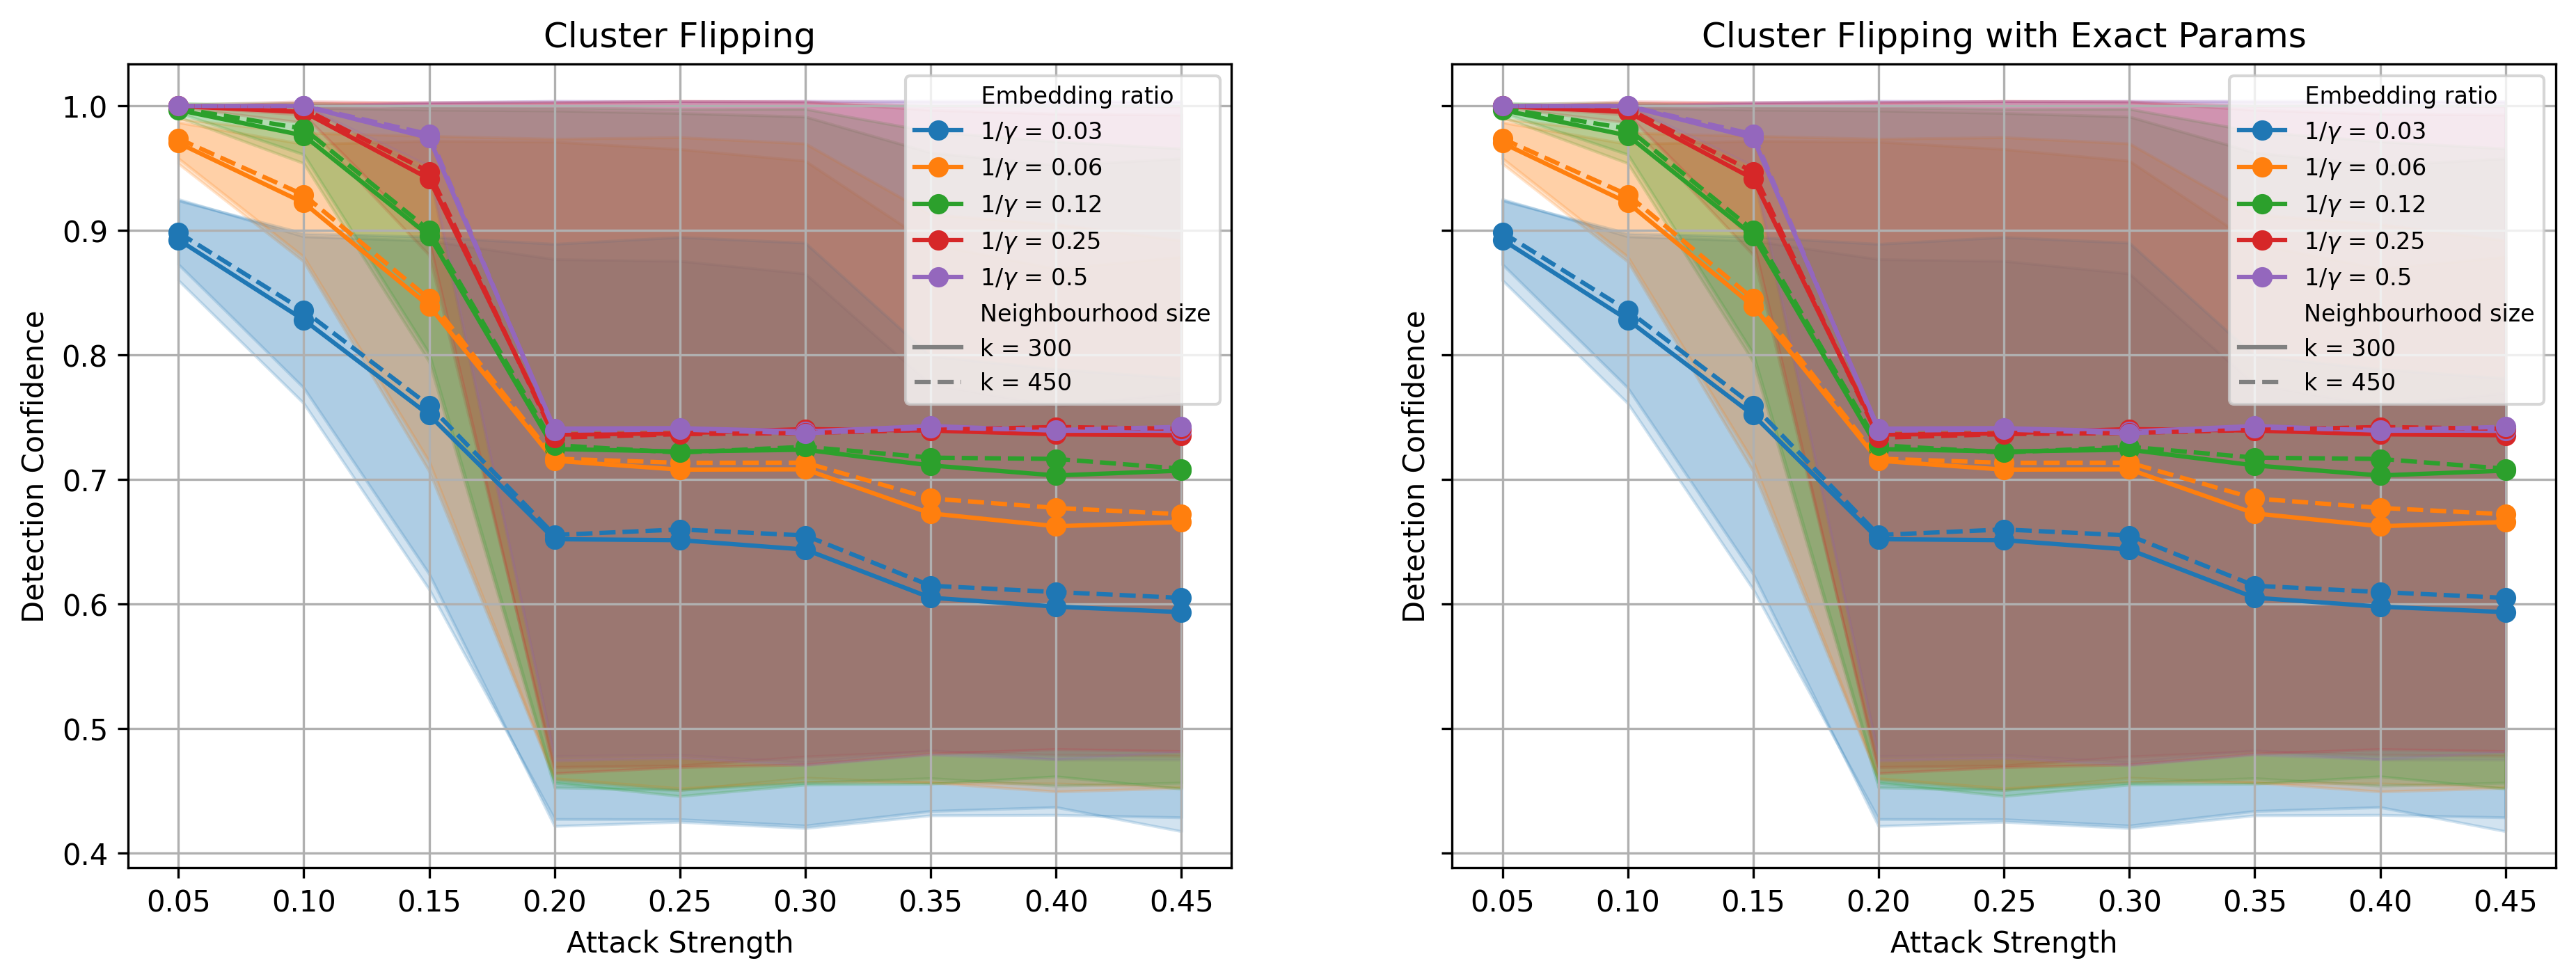 Cluster Flipping
Detection Confidence
1.0
0.9
0.8
0.7
0.6
0.5
0.4
0.05 0.10 0.15 0.20 0.25 0.30 0.35 0.40 0.45
Attack Strength
Embedding ratio
1/γ = 0.03
1/γ = 0.06
1/γ = 0.12
1/γ = 0.25
1/γ = 0.5
Neighbourhood size
k = 300
k = 450
Cluster Flipping with Exact Params
Detection Confidence
0.05 0.10 0.15 0.20 0.25 0.30 0.35 0.40 0.45
Attack Strength
Embedding ratio
1/γ = 0.03
1/γ = 0.06
1/γ = 0.12
1/γ = 0.25
1/γ = 0.5
Neighbourhood size
k = 300
k = 450